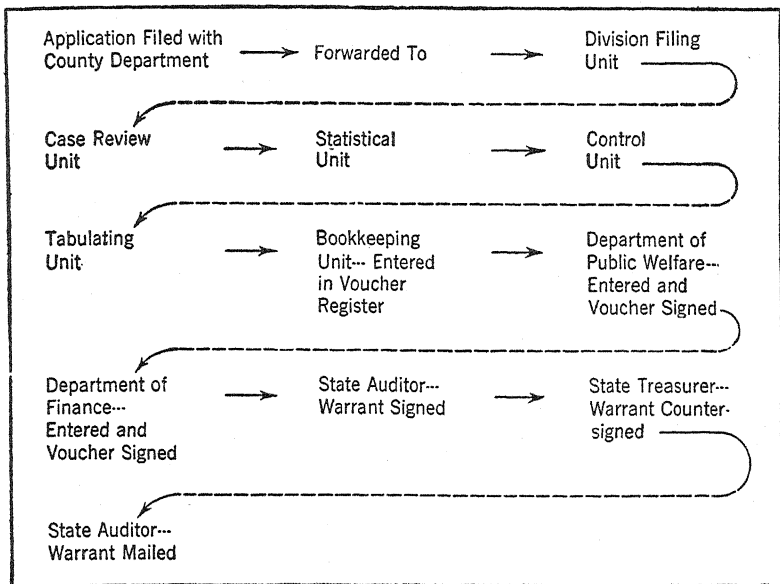 Application Filed with
County Department
Forwarded To
Division Filing
Unit
Case Review
Unit
Statistical
Unit
Control
Unit
Tabulating
Unit
Bookkeeping
Unit--- Entered
in Voucher
Register
Department of
Public Welfare---
Entered and
Voucher Signed
Department of
Finance---
Entered and
Voucher Signed
State Auditor---
Warrant Signed
State Treasurer---
Warrant Counter-
signed
State Auditor---
Warrant Mailed